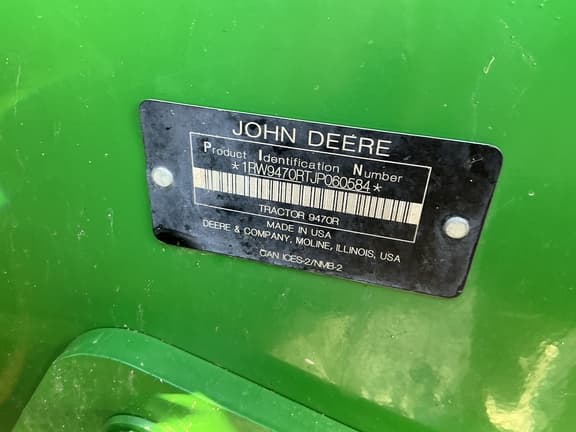 JOHN DEERE
Product Identification Number
*1RW9470RTJP060584*
TRACTOR 9470R
MADE IN USA
DEERE & COMPANY, MOLINE, ILLINOIS, USA
CAN ICES-2/NMB-2